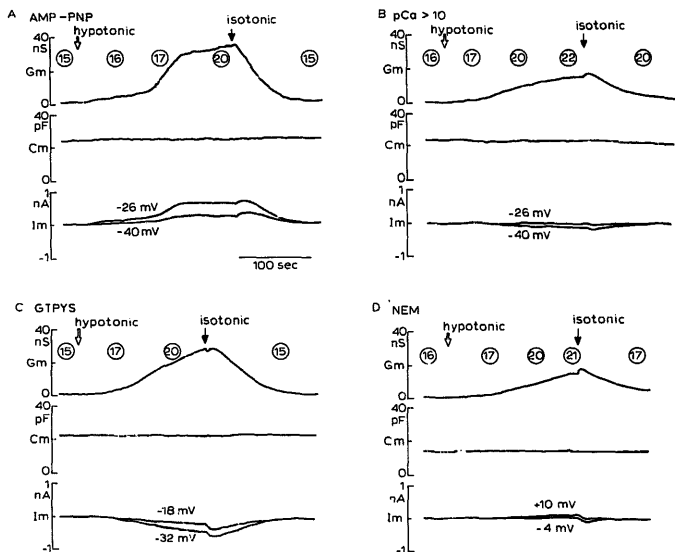 A AMP-PNP
hypotonic
isotonic
40
nS
Gm
0
15 16 17 20 15
40
pF
Cm
0
1
nA
Im
-1
-26 mV
-40 mV
100 sec
B pCa > 10
hypotonic
isotonic
40
nS
Gm
0
16 17 20 22 20
40
pF
Cm
0
1
nA
Im
-1
-26 mV
-40 mV
C GTPYS
hypotonic
isotonic
40
nS
Gm
0
15 17 20 15
40
pF
Cm
0
1
nA
Im
-1
-18 mV
-32 mV
D NEM
hypotonic
isotonic
40
nS
Gm
0
16 17 20 21 17
40
pF
Cm
0
1
nA
Im
-1
+10 mV
-4 mV